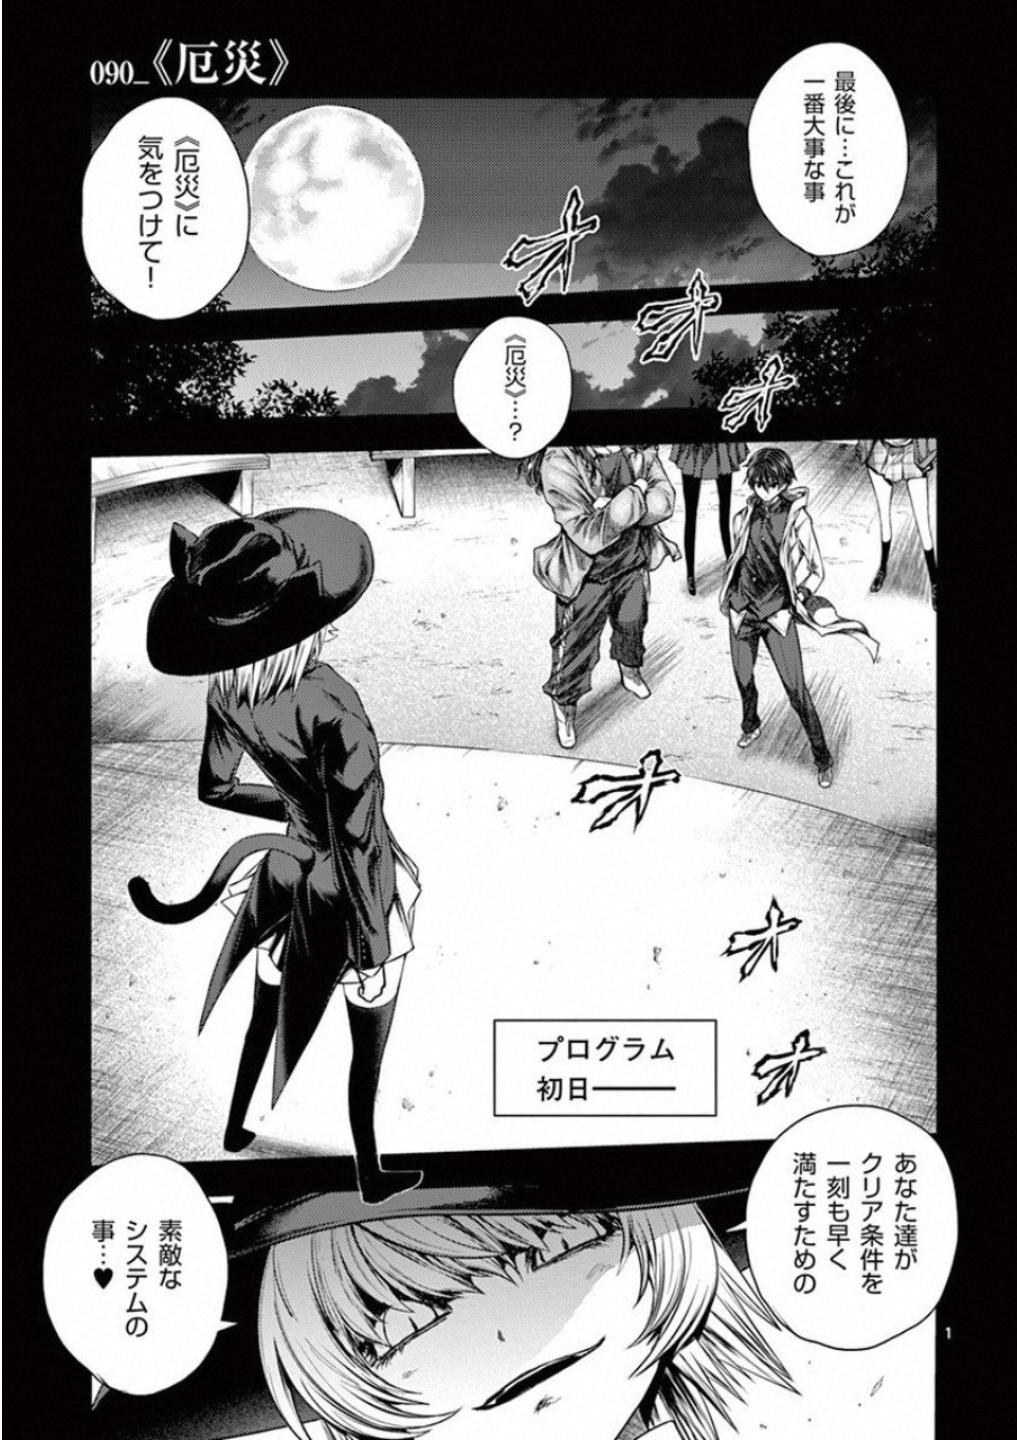 090_《厄災》
最後に…これが
一番大事な事
《厄災》に
気をつけて！
オ
オ
オ
《厄災》…？
オ
オ
オ
プログラム
初日───
あなた達が
クリア条件を
一刻も早く
満たすための
素敵な
システムの
事…♥
1